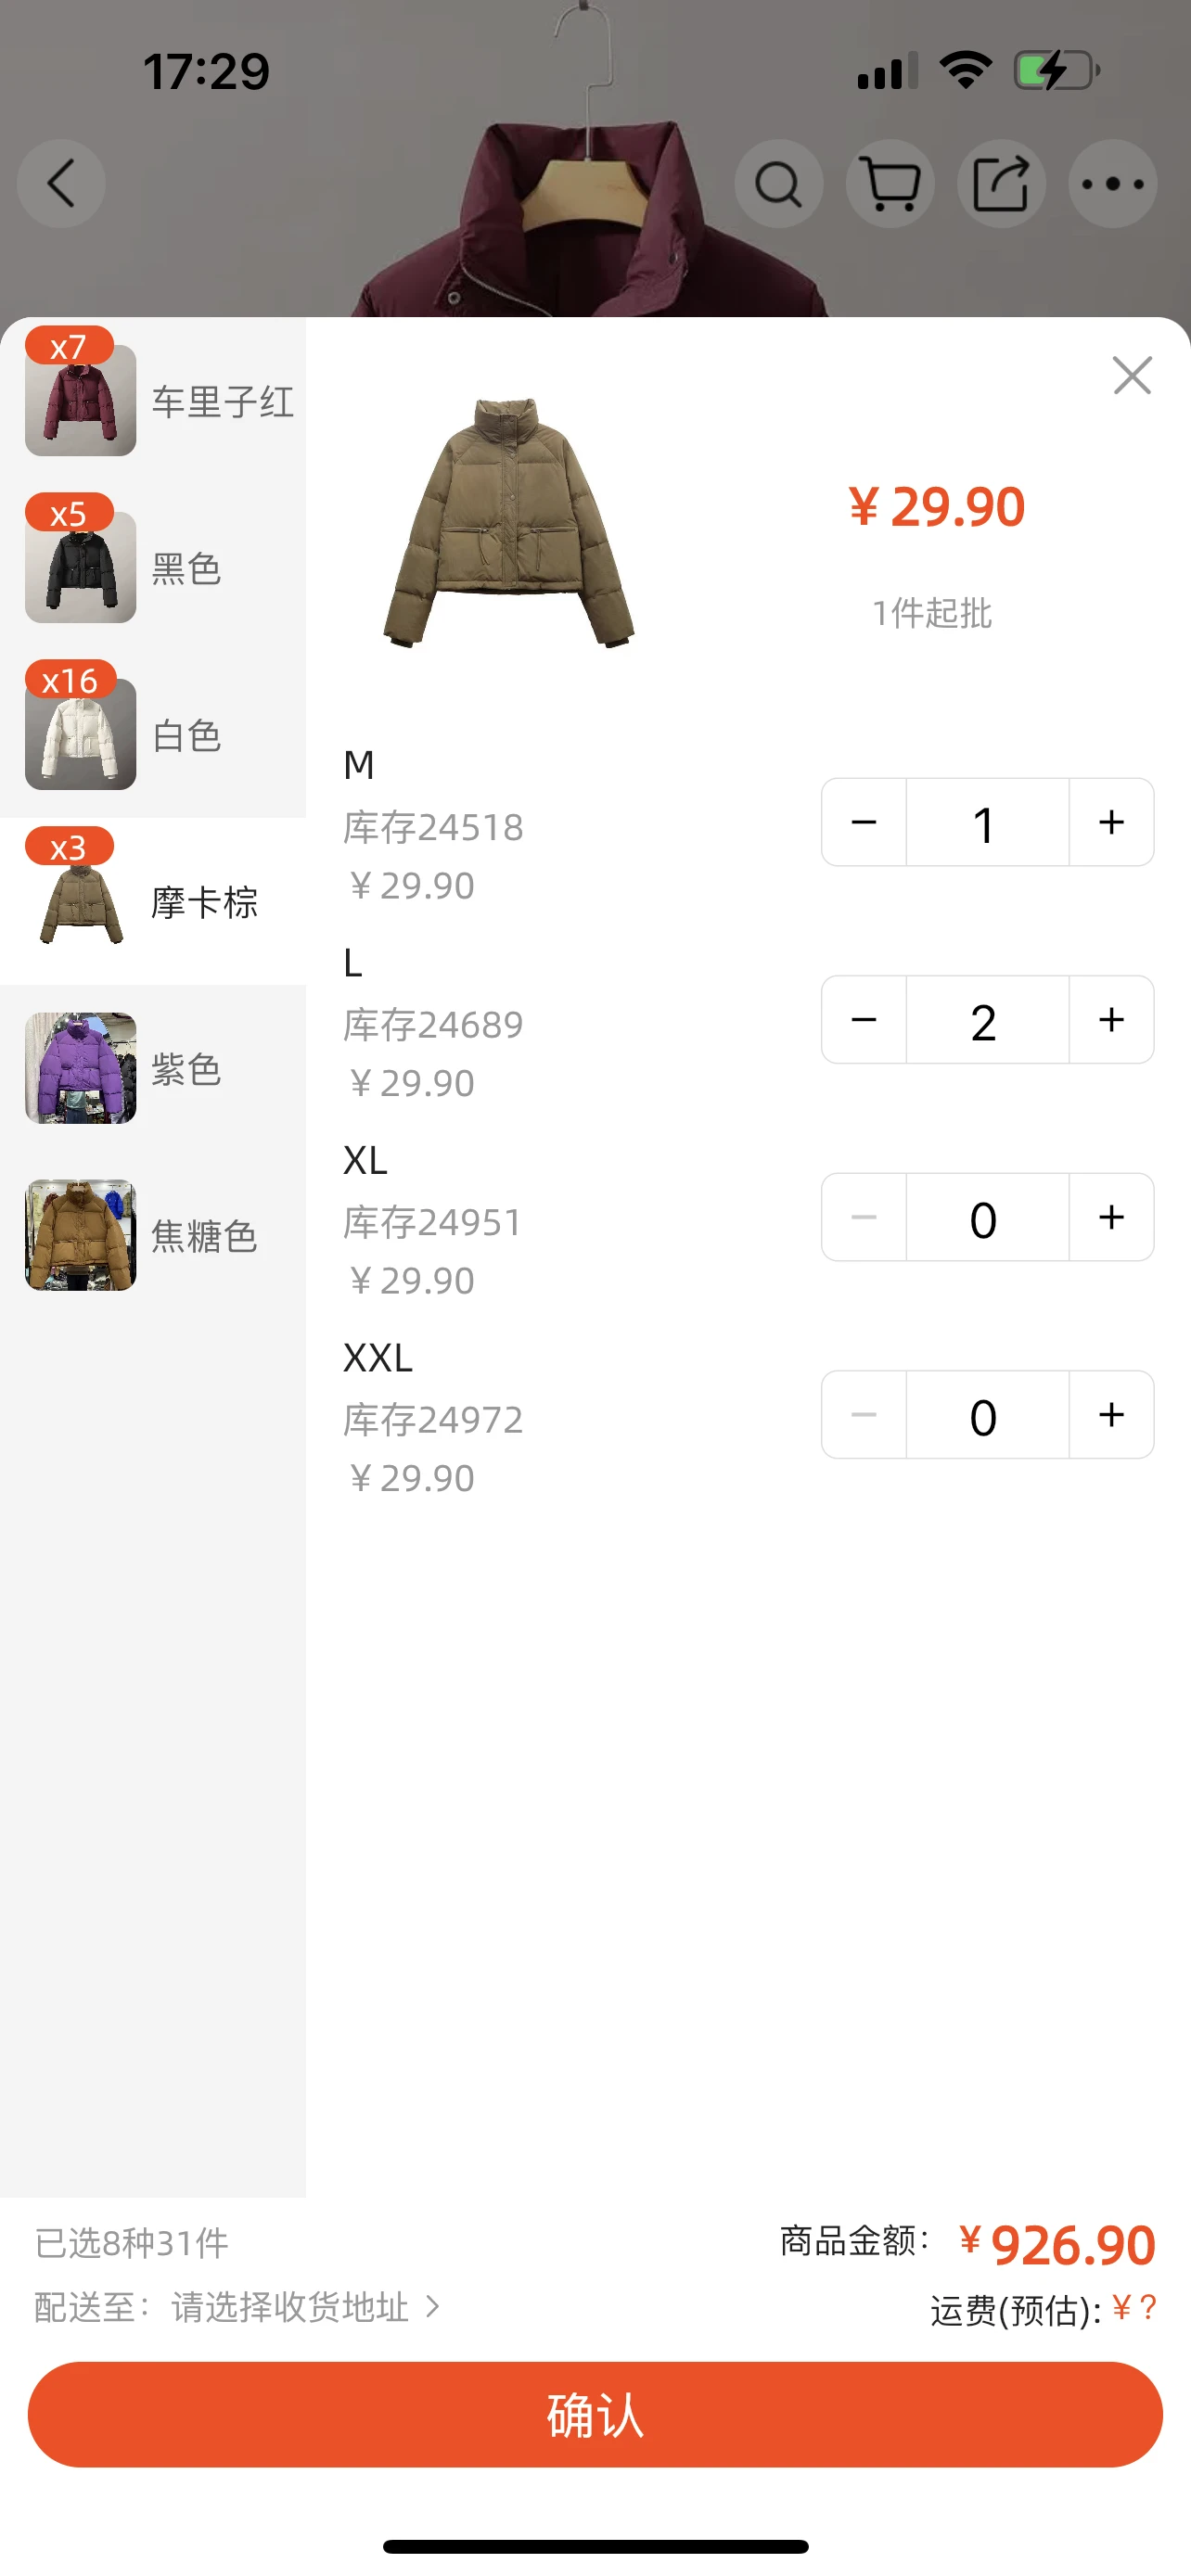 17:29
x7
车里子红
x5
黑色
x16
白色
x3
摩卡棕
紫色
焦糖色
¥ 29.90
1件起批
M
库存24518
¥ 29.90
1
L
库存24689
¥ 29.90
2
XL
库存24951
¥ 29.90
0
XXL
库存24972
¥ 29.90
0
已选8种31件
商品金额： ¥ 926.90
配送至： 请选择收货地址
运费(预估): ¥ ?
确认